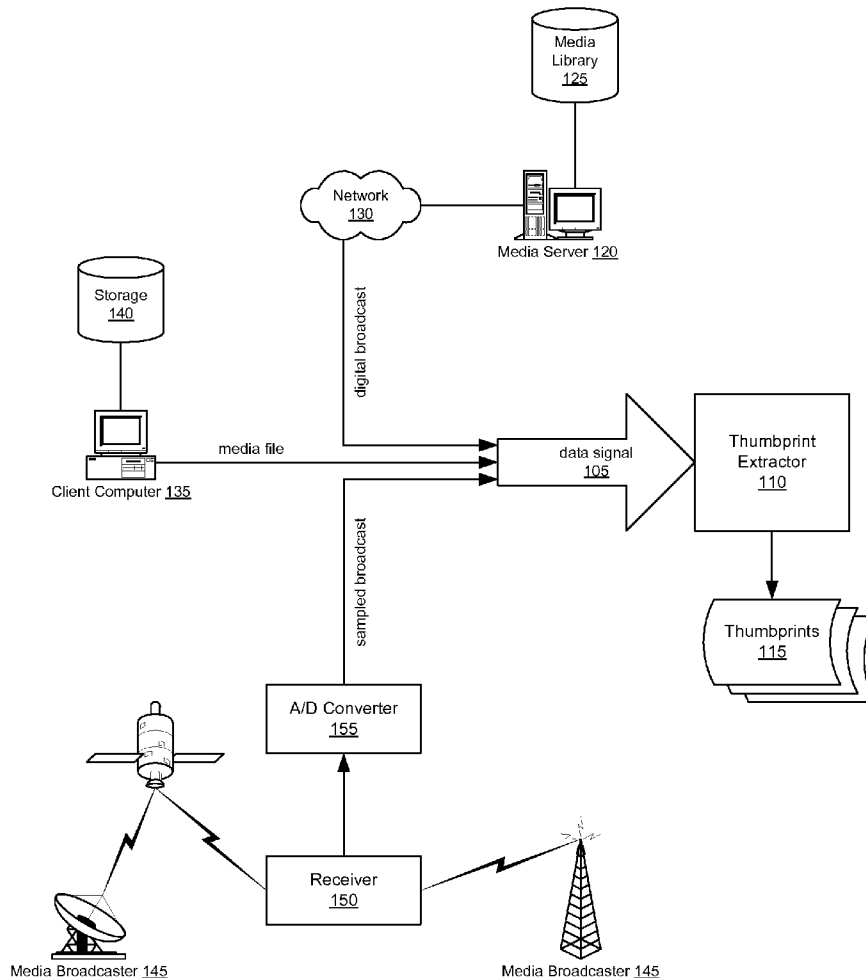 Media
Library
125
Network
130
Media Server 120
Storage
140
digital broadcast
media file
Client Computer 135
data signal
105
Thumbprint
Extractor
110
sampled broadcast
Thumbprints
115
A/D Converter
155
Receiver
150
Media Broadcaster 145
Media Broadcaster 145